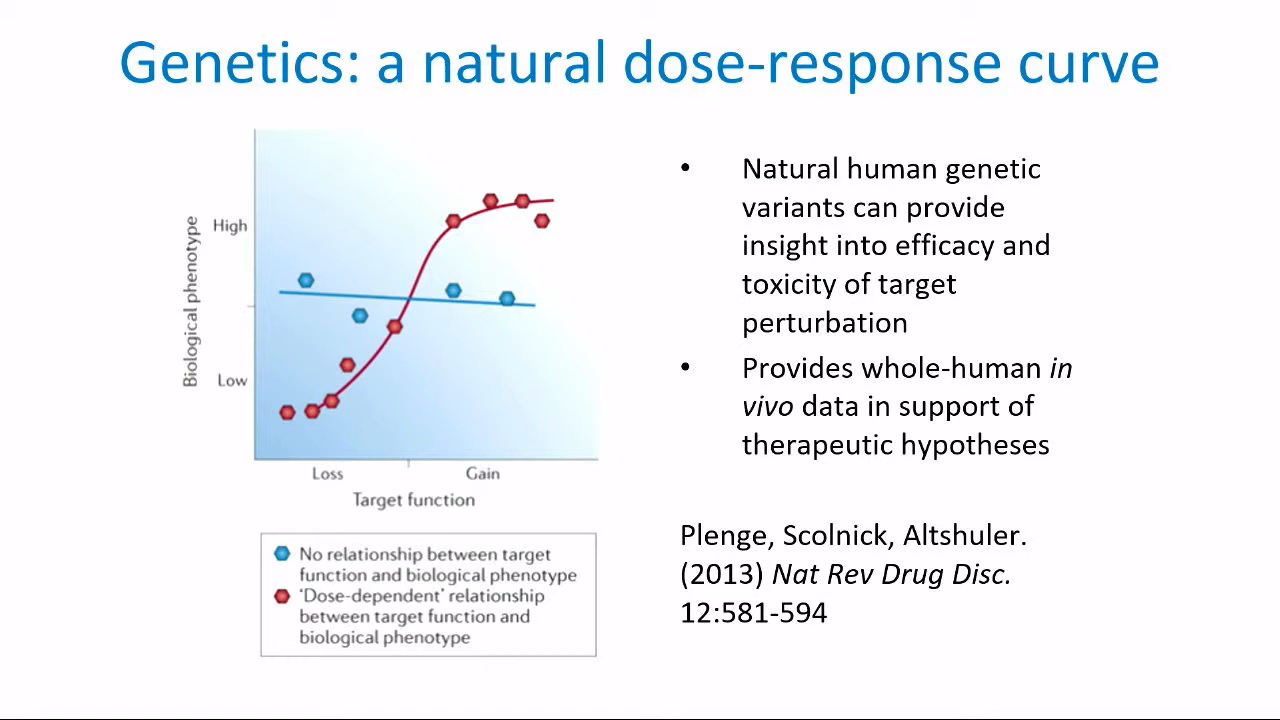 Genetics: a natural dose-response curve
High
Biological phenotype
Low
Loss
Gain
Target function
No relationship between target
function and biological phenotype
‘Dose-dependent’ relationship
between target function and
biological phenotype
• Natural human genetic
variants can provide
insight into efficacy and
toxicity of target
perturbation
• Provides whole-human in
vivo data in support of
therapeutic hypotheses
Plenge, Scolnick, Altshuler.
(2013) Nat Rev Drug Disc.
12:581-594